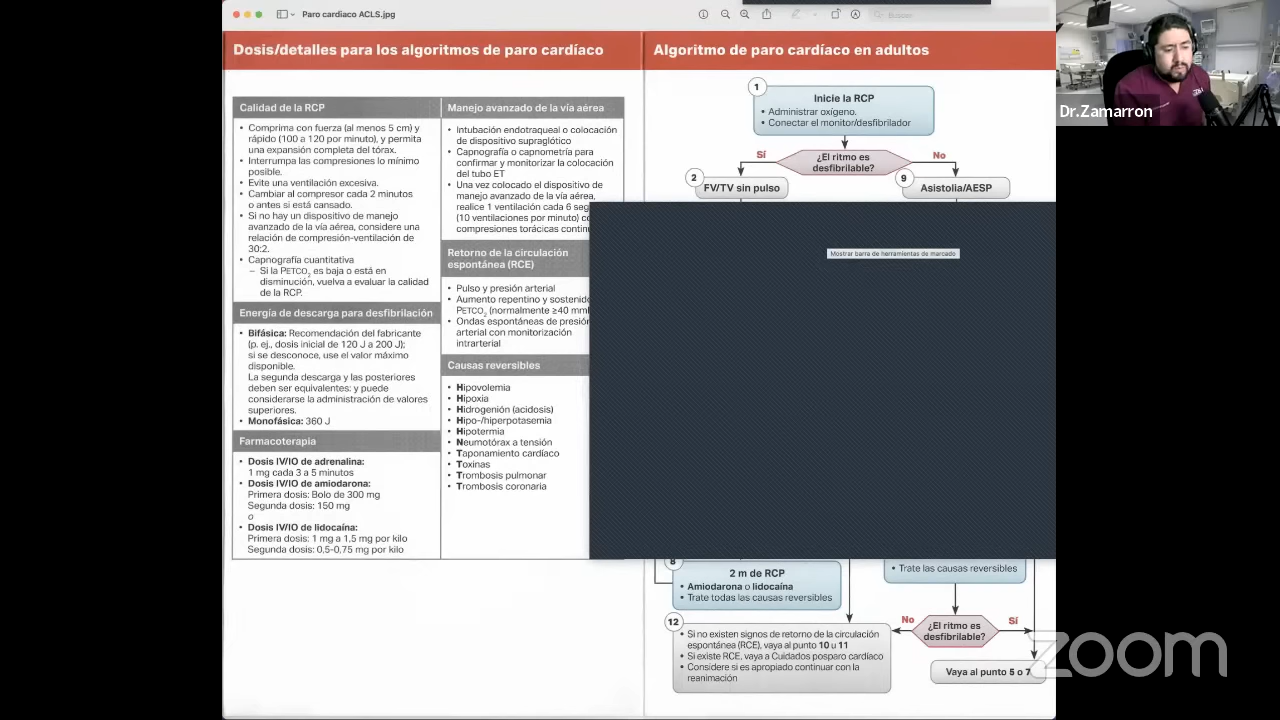 Paro cardiaco ACLS.jpg
Buscar
Dr.Zamarron
Dosis/detalles para los algoritmos de paro cardíaco
Calidad de la RCP
• Comprima con fuerza (al menos 5 cm) y
rápido (100 a 120 por minuto), y permita
una expansión completa del tórax.
• Interrumpa las compresiones lo mínimo
posible.
• Evite una ventilación excesiva.
• Cambiar al compresor cada 2 minutos
o antes si está cansado.
• Si no hay un dispositivo de manejo
avanzado de la vía aérea, considere una
relación de compresión-ventilación de
30:2.
• Capnografía cuantitativa
– Si la PETCO2 es baja o está en
disminución, vuelva a evaluar la calidad
de la RCP.
Energía de descarga para desfibrilación
• Bifásica: Recomendación del fabricante
(p. ej., dosis inicial de 120 J a 200 J);
si se desconoce, use el valor máximo
disponible.
La segunda descarga y las posteriores
deben ser equivalentes: y puede
considerarse la administración de valores
superiores.
• Monofásica: 360 J
Farmacoterapia
• Dosis IV/IO de adrenalina:
1 mg cada 3 a 5 minutos
• Dosis IV/IO de amiodarona:
Primera dosis: Bolo de 300 mg
Segunda dosis: 150 mg
o
• Dosis IV/IO de lidocaína:
Primera dosis: 1 mg a 1,5 mg por kilo
Segunda dosis: 0,5-0,75 mg por kilo
Manejo avanzado de la vía aérea
• Intubación endotraqueal o colocación
de dispositivo supraglótico
• Capnografía o capnometría para
confirmar y monitorizar la colocación
del tubo ET
• Una vez colocado el dispositivo de
manejo avanzado de la vía aérea,
realice 1 ventilación cada 6 seg
(10 ventilaciones por minuto) co
compresiones torácicas contin
Retorno de la circulación
espontánea (RCE)
• Pulso y presión arterial
• Aumento repentino y sostenido
PETCO2 (normalmente ≥40 mmH
• Ondas espontáneas de presión
arterial con monitorización
intrarterial
Causas reversibles
• Hipovolemia
• Hipoxia
• Hidrogenión (acidosis)
• Hipo-/hiperpotasemia
• Hipotermia
• Neumotórax a tensión
• Taponamiento cardíaco
• Toxinas
• Trombosis pulmonar
• Trombosis coronaria
Algoritmo de paro cardíaco en adultos
1
Inicie la RCP
• Administrar oxígeno.
• Conectar el monitor/desfibrilador
Sí
¿El ritmo es
desfibrilable?
No
2
FV/TV sin pulso
9
Asistolia/AESP
Mostrar barra de herramientas de marcado
8
2 m de RCP
• Amiodarona o lidocaína
• Trate todas las causas reversibles
• Trate las causas reversibles
No
¿El ritmo es
desfibrilable?
Sí
12
• Si no existen signos de retorno de la circulación
espontánea (RCE), vaya al punto 10 u 11
• Si existe RCE, vaya a Cuidados posparo cardíaco
• Considere si es apropiado continuar con la
reanimación
Vaya al punto 5 o 7
zoom